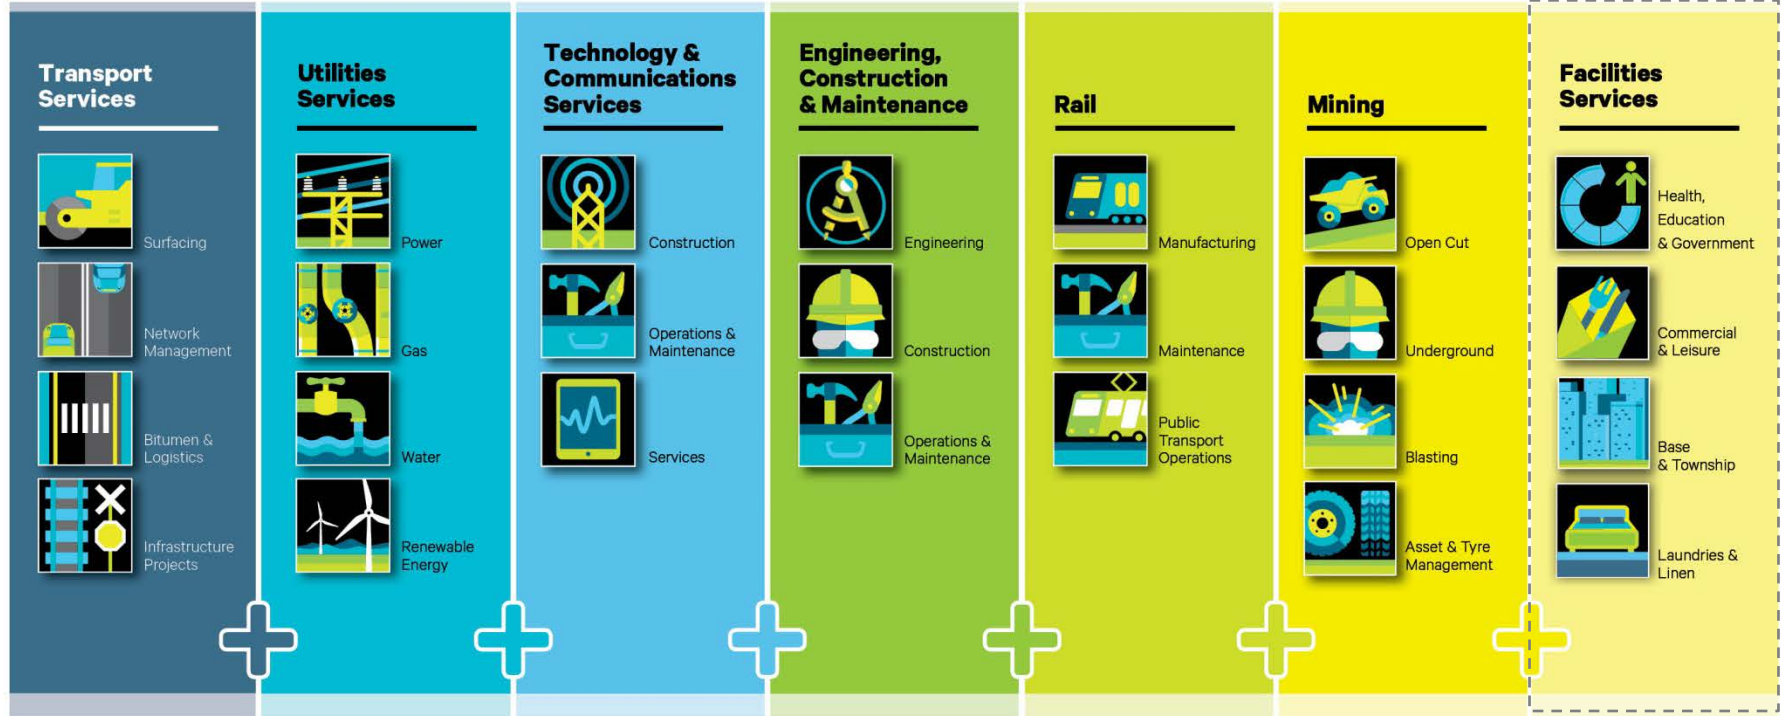 Transport
Services
Surfacing
Network
Management
Bitumen &
Logistics
Infrastructure
Projects
Utilities
Services
Power
Gas
Water
Renewable
Energy
Technology &
Communications
Services
Construction
Operations &
Maintenance
Services
Engineering,
Construction
& Maintenance
Engineering
Construction
Operations &
Maintenance
Rail
Manufacturing
Maintenance
Public
Transport
Operations
Mining
Open Cut
Underground
Blasting
Asset & Tyre
Management
Facilities
Services
Health,
Education
& Government
Commercial
& Leisure
Base
& Township
Laundries &
Linen